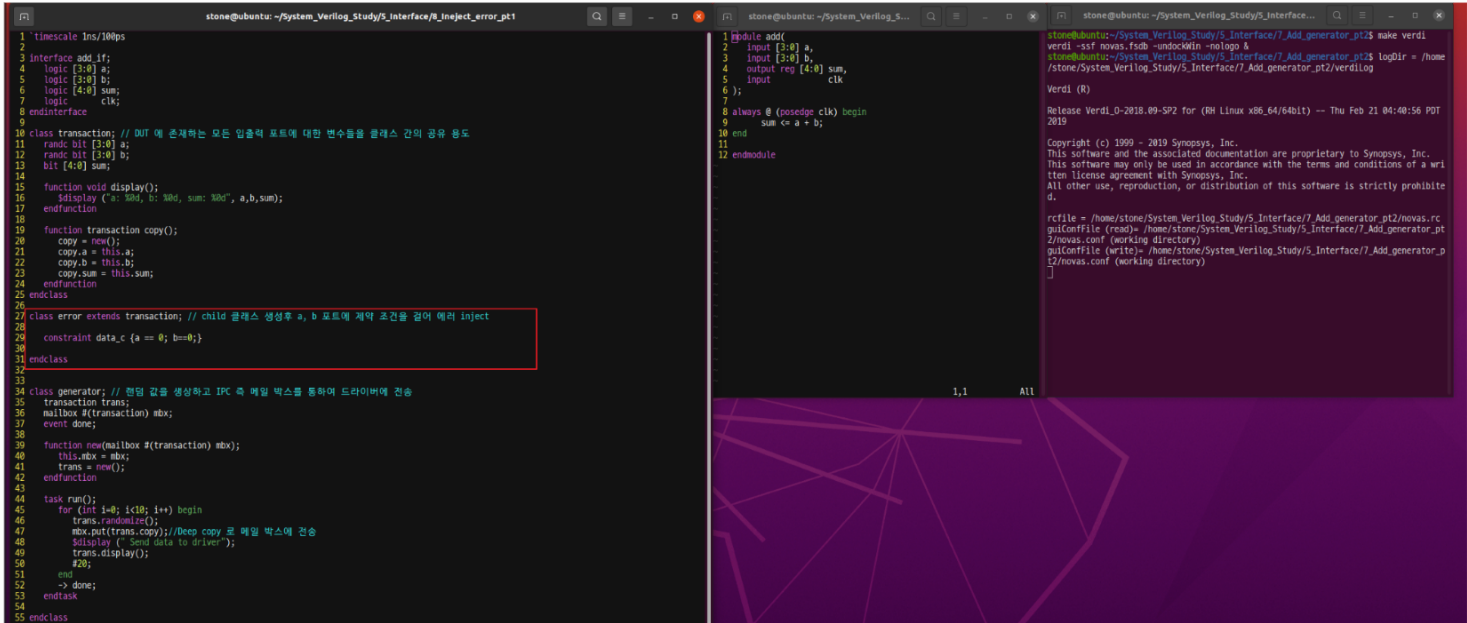 stone@ubuntu: ~/System_Verilog_Study/5_Interface/8_Ineject_error_pt1
1 `timescale 1ns/100ps
2
3 interface add_if;
4 logic [3:0] a;
5 logic [3:0] b;
6 logic [4:0] sum;
7 logic clk;
8 endinterface
9
10 class transaction; // DUT 에 존재하는 모든 입출력 포트에 대한 변수들을 클래스 간의 공유 용도
11 randc bit [3:0] a;
12 randc bit [3:0] b;
13 bit [4:0] sum;
14
15 function void display();
16 $display ("a: %0d, b: %0d, sum: %0d", a,b,sum);
17 endfunction
18
19 function transaction copy();
20 copy = new();
21 copy.a = this.a;
22 copy.b = this.b;
23 copy.sum = this.sum;
24 endfunction
25 endclass
26
27 class error extends transaction; // child 클래스 생성후 a, b 포트에 제약 조건을 걸어 에러 inject
28
29 constraint data_c {a == 0; b==0;}
30
31 endclass
32
33
34 class generator; // 랜덤 값을 생상하고 IPC 즉 메일 박스를 통하여 드라이버에 전송
35 transaction trans;
36 mailbox #(transaction) mbx;
37 event done;
38
39 function new(mailbox #(transaction) mbx);
40 this.mbx = mbx;
41 trans = new();
42 endfunction
43
44 task run();
45 for (int i=0; i<10; i++) begin
46 trans.randomize();
47 mbx.put(trans.copy);//Deep copy 로 메일 박스에 전송
48 $display (" Send data to driver");
49 trans.display();
50 #20;
51 end
52 -> done;
53 endtask
54
55 endclass
stone@ubuntu: ~/System_Verilog_S...
1 module add(
2 input [3:0] a,
3 input [3:0] b,
4 output reg [4:0] sum,
5 input clk
6 );
7
8 always @ (posedge clk) begin
9 sum <= a + b;
10 end
11
12 endmodule
1,1 All
stone@ubuntu: ~/System_Verilog_Study/5_Interface...
stone@ubuntu:~/System_Verilog_Study/5_Interface/7_Add_generator_pt2$ make verdi
verdi -ssf novas.fsdb -undockWin -nologo &
stone@ubuntu:~/System_Verilog_Study/5_Interface/7_Add_generator_pt2$ logDir = /home
/stone/System_Verilog_Study/5_Interface/7_Add_generator_pt2/verdiLog
Verdi (R)
Release Verdi_O-2018.09-SP2 for (RH Linux x86_64/64bit) -- Thu Feb 21 04:40:56 PDT
2019
Copyright (c) 1999 - 2019 Synopsys, Inc.
This software and the associated documentation are proprietary to Synopsys, Inc.
This software may only be used in accordance with the terms and conditions of a wri
tten license agreement with Synopsys, Inc.
All other use, reproduction, or distribution of this software is strictly prohibite
d.
rcfile = /home/stone/System_Verilog_Study/5_Interface/7_Add_generator_pt2/novas.rc
guiConfFile (read)= /home/stone/System_Verilog_Study/5_Interface/7_Add_generator_pt
2/novas.conf (working directory)
guiConfFile (write)= /home/stone/System_Verilog_Study/5_Interface/7_Add_generator_p
t2/novas.conf (working directory)